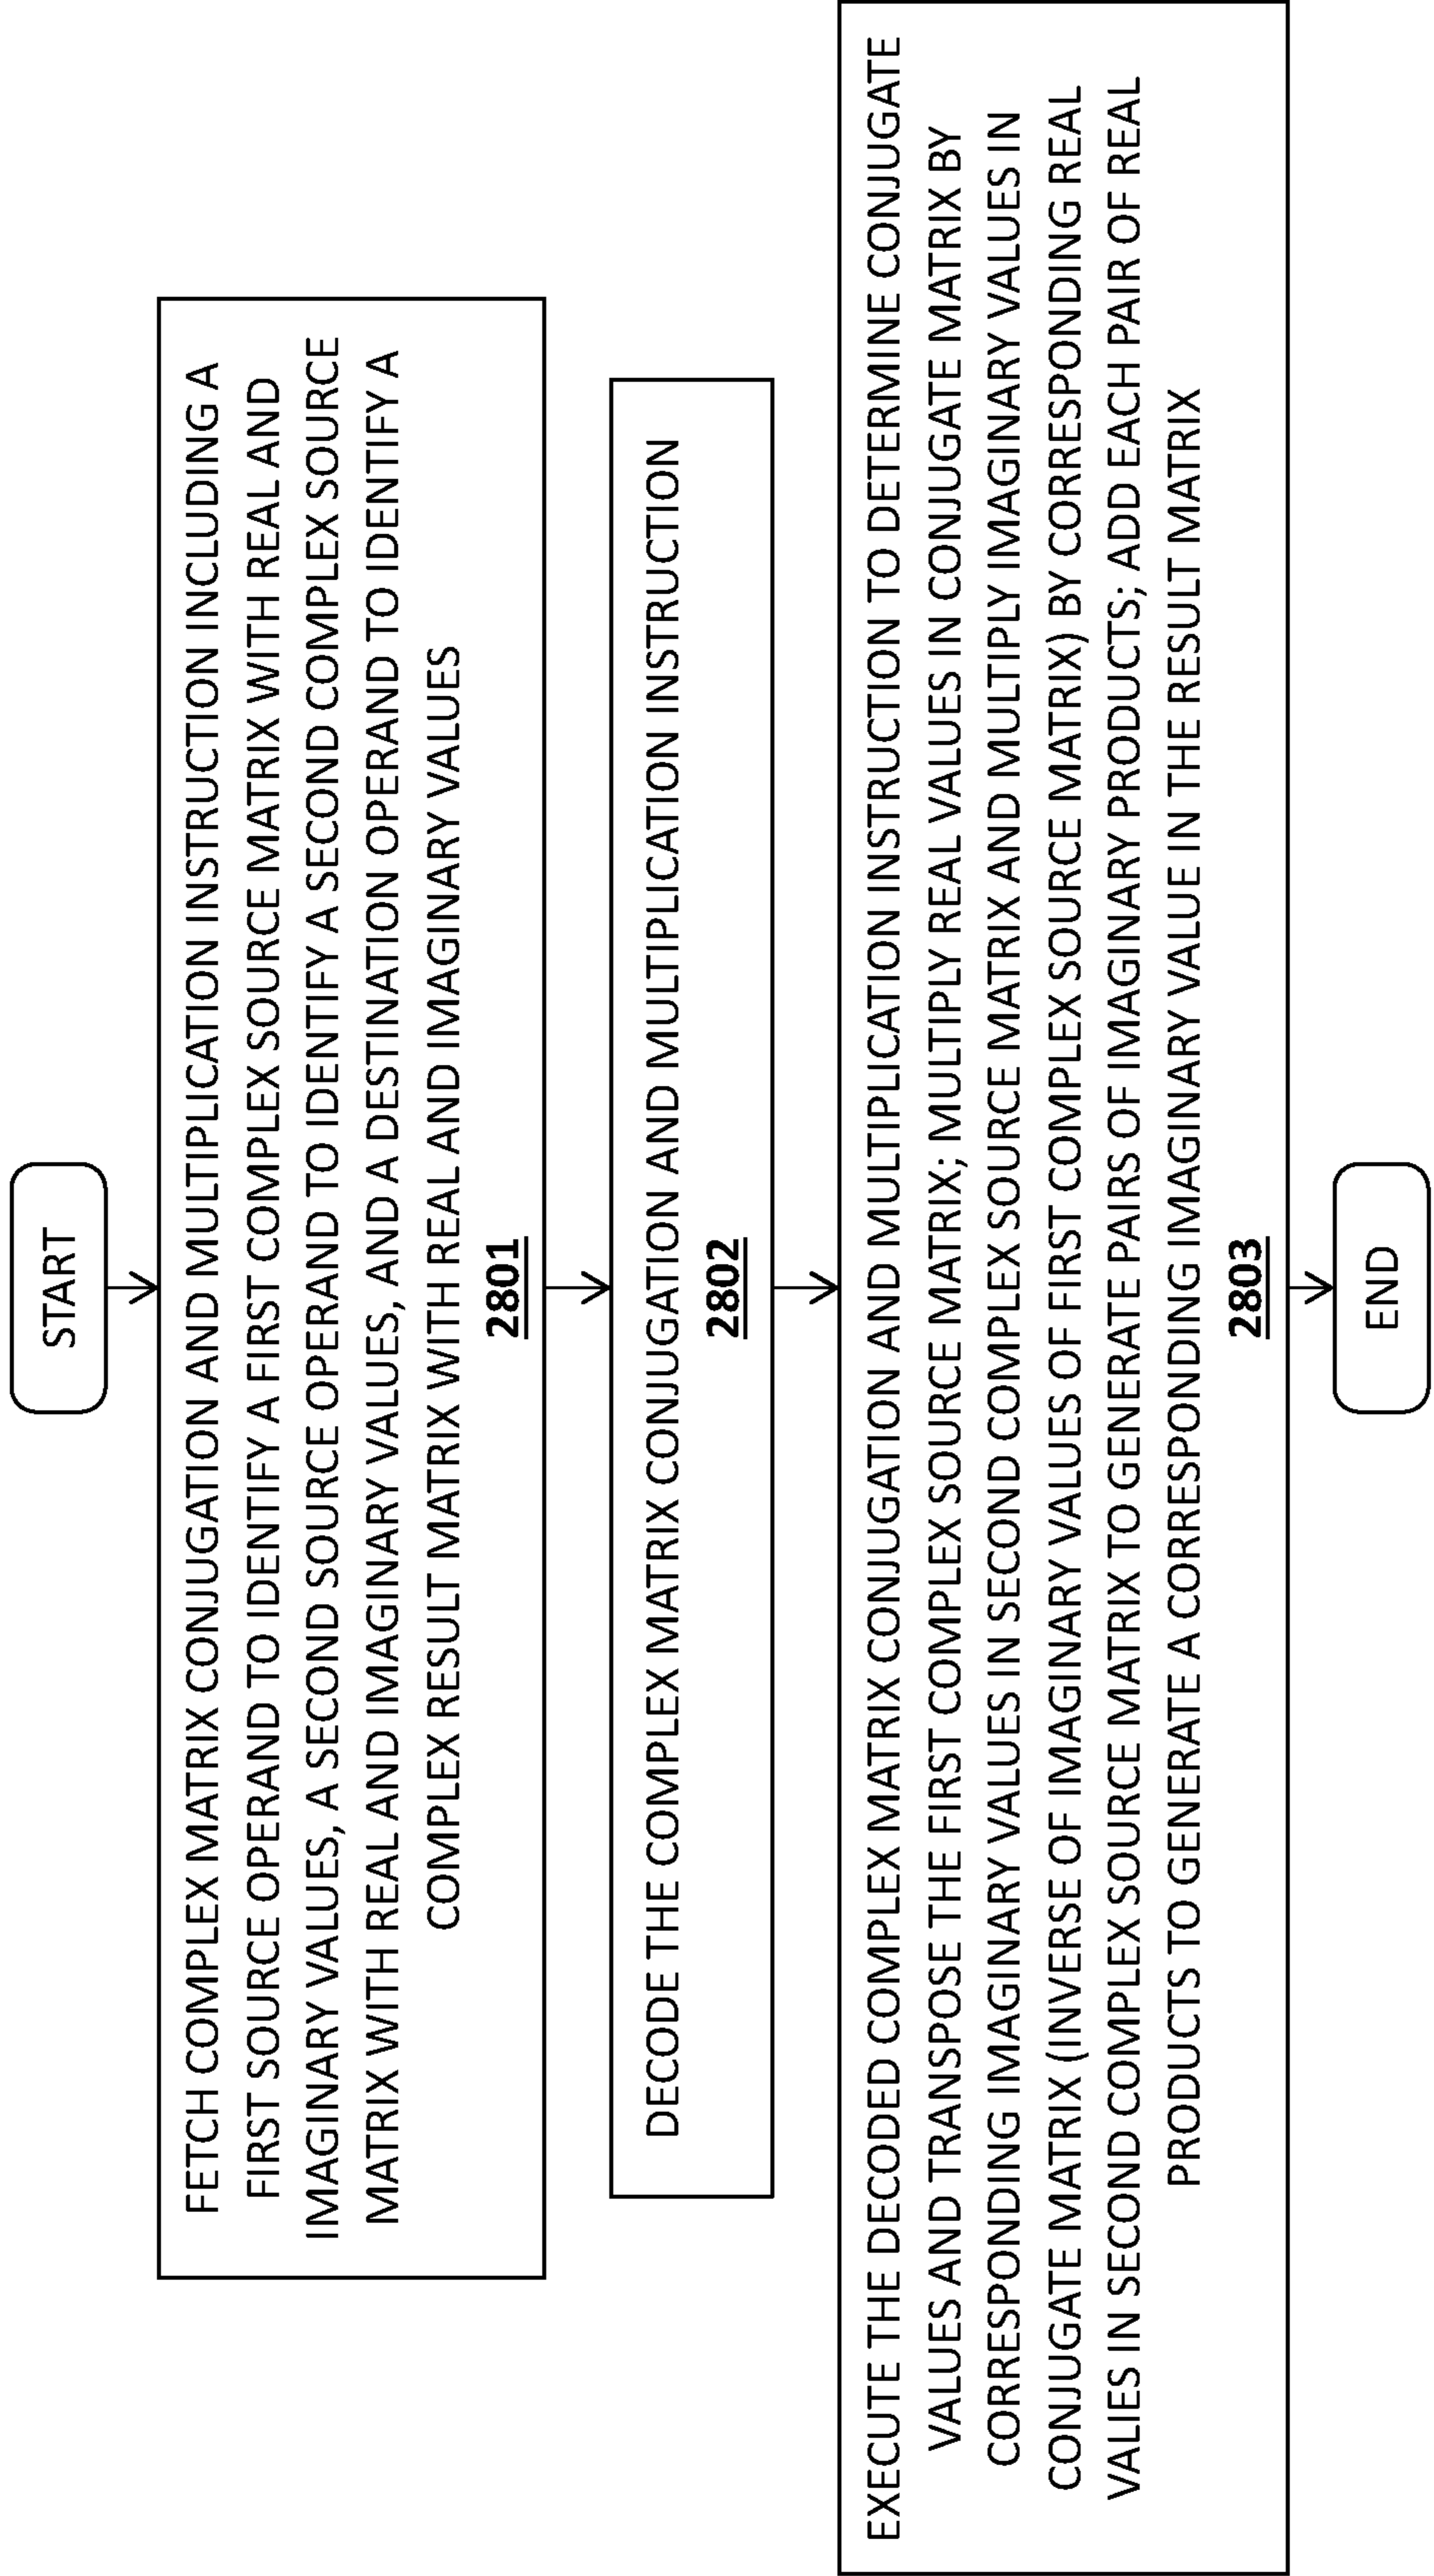 START
FETCH COMPLEX MATRIX CONJUGATION AND MULTIPLICATION INSTRUCTION INCLUDING A
FIRST SOURCE OPERAND TO IDENTIFY A FIRST COMPLEX SOURCE MATRIX WITH REAL AND
IMAGINARY VALUES, A SECOND SOURCE OPERAND TO IDENTIFY A SECOND COMPLEX SOURCE
MATRIX WITH REAL AND IMAGINARY VALUES, AND A DESTINATION OPERAND TO IDENTIFY A
COMPLEX RESULT MATRIX WITH REAL AND IMAGINARY VALUES
2801
DECODE THE COMPLEX MATRIX CONJUGATION AND MULTIPLICATION INSTRUCTION
2802
EXECUTE THE DECODED COMPLEX MATRIX CONJUGATION AND MULTIPLICATION INSTRUCTION TO DETERMINE CONJUGATE
VALUES AND TRANSPOSE THE FIRST COMPLEX SOURCE MATRIX; MULTIPLY REAL VALUES IN CONJUGATE MATRIX BY
CORRESPONDING IMAGINARY VALUES IN SECOND COMPLEX SOURCE MATRIX AND MULTIPLY IMAGINARY VALUES IN
CONJUGATE MATRIX (INVERSE OF IMAGINARY VALUES OF FIRST COMPLEX SOURCE MATRIX) BY CORRESPONDING REAL
VALIES IN SECOND COMPLEX SOURCE MATRIX TO GENERATE PAIRS OF IMAGINARY PRODUCTS; ADD EACH PAIR OF REAL
PRODUCTS TO GENERATE A CORRESPONDING IMAGINARY VALUE IN THE RESULT MATRIX
2803
END